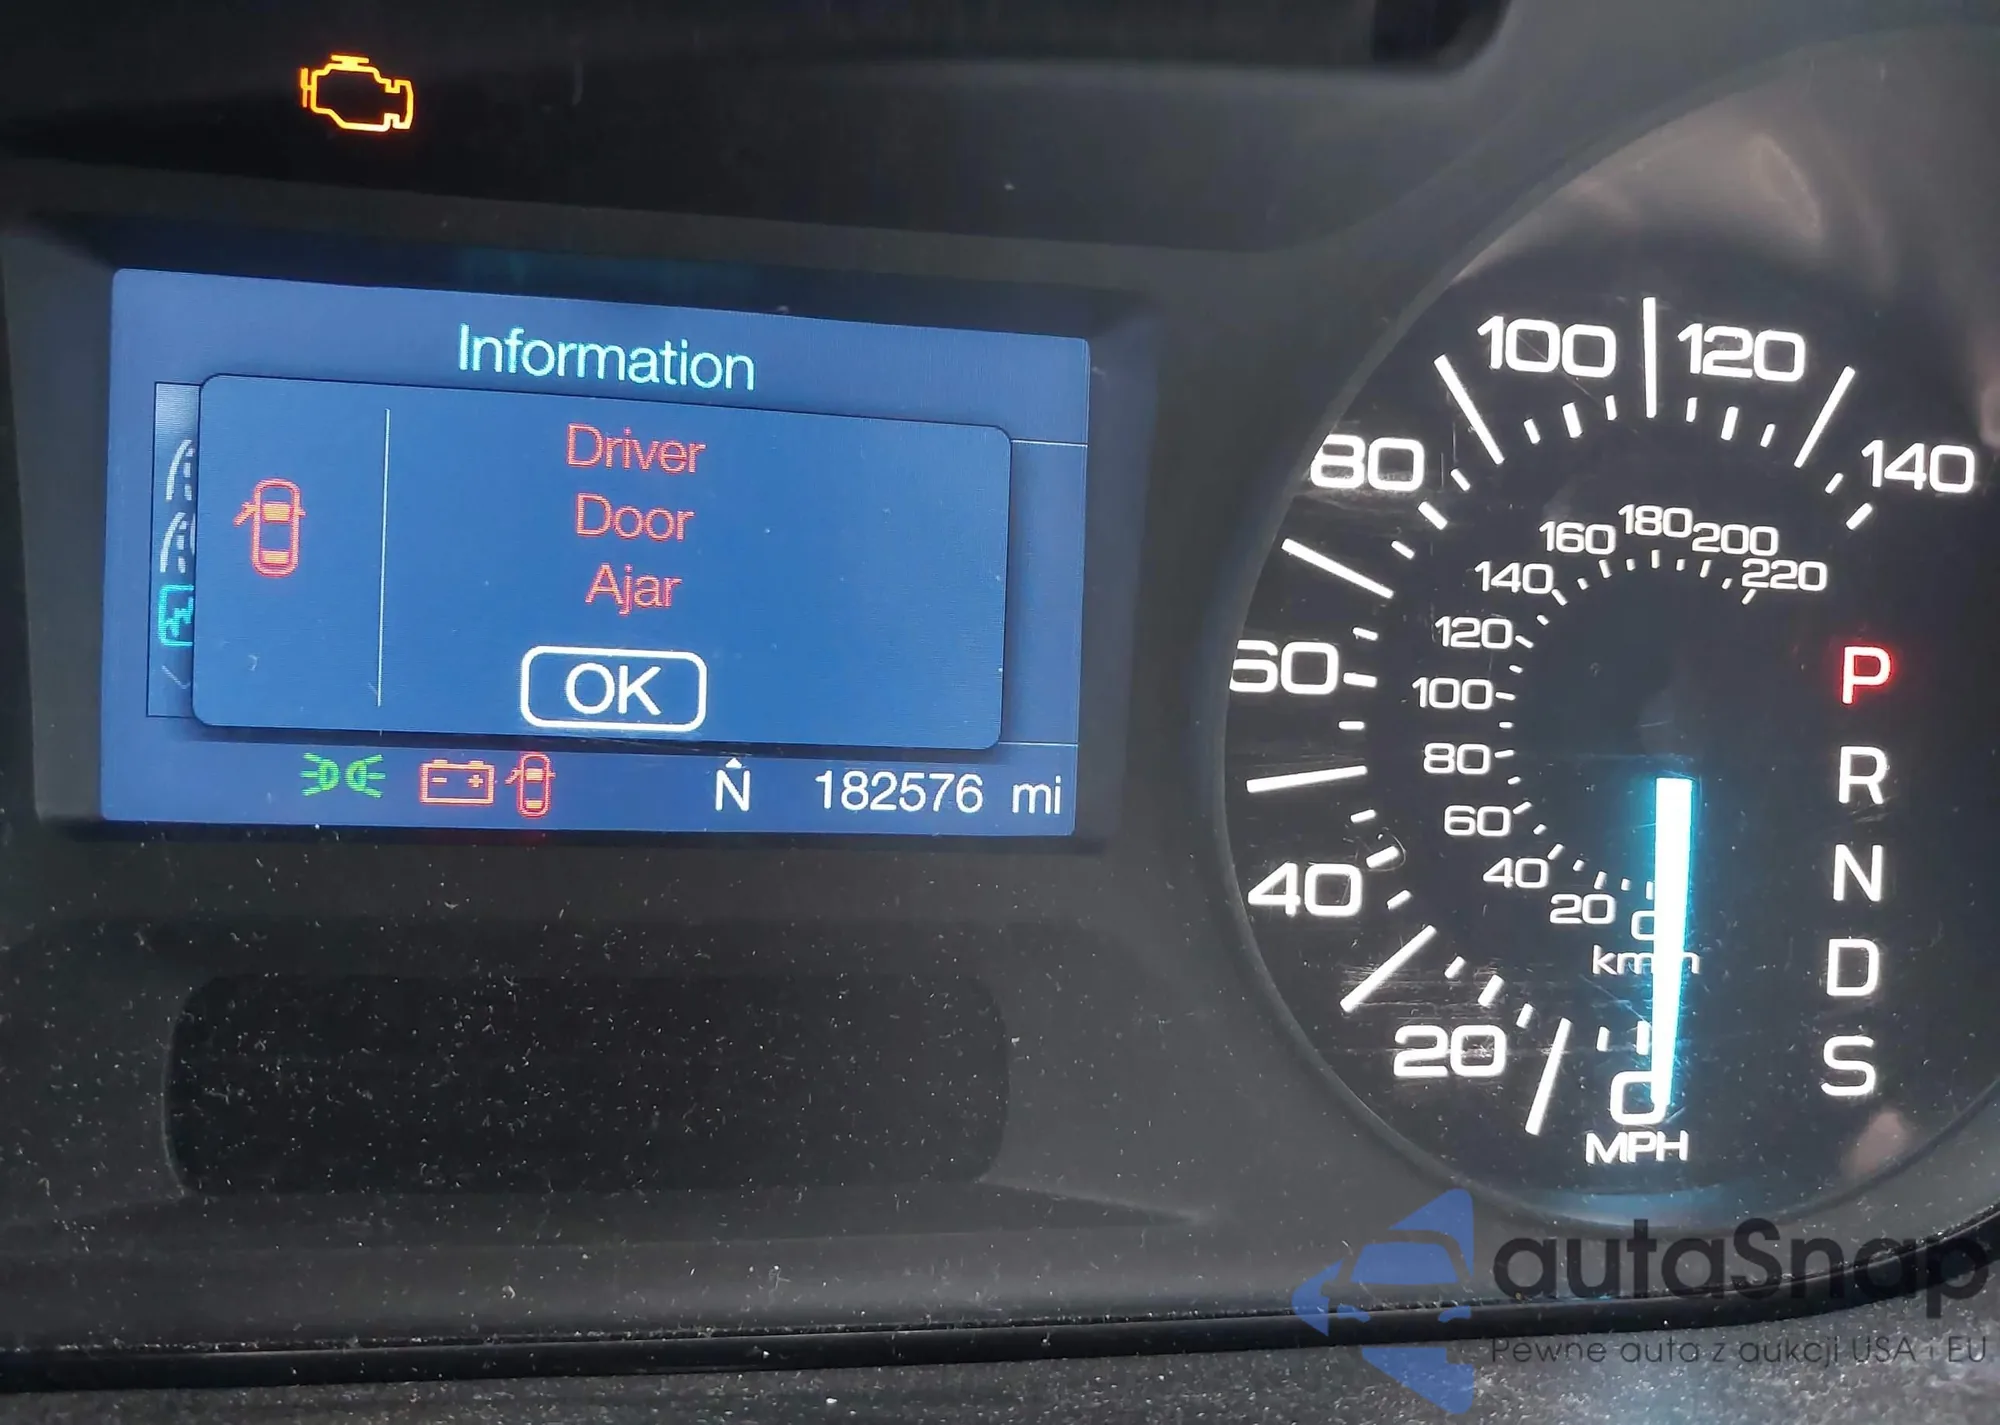 Information
Driver
Door
Ajar
OK
N
182576 mi
0
20
40
60
80
100
120
140
0
20
40
60
80
100
120
140
160
180
200
220
km/h
MPH
P
R
N
D
S
autaSnap
Pewne auta z aukcji USA i EU